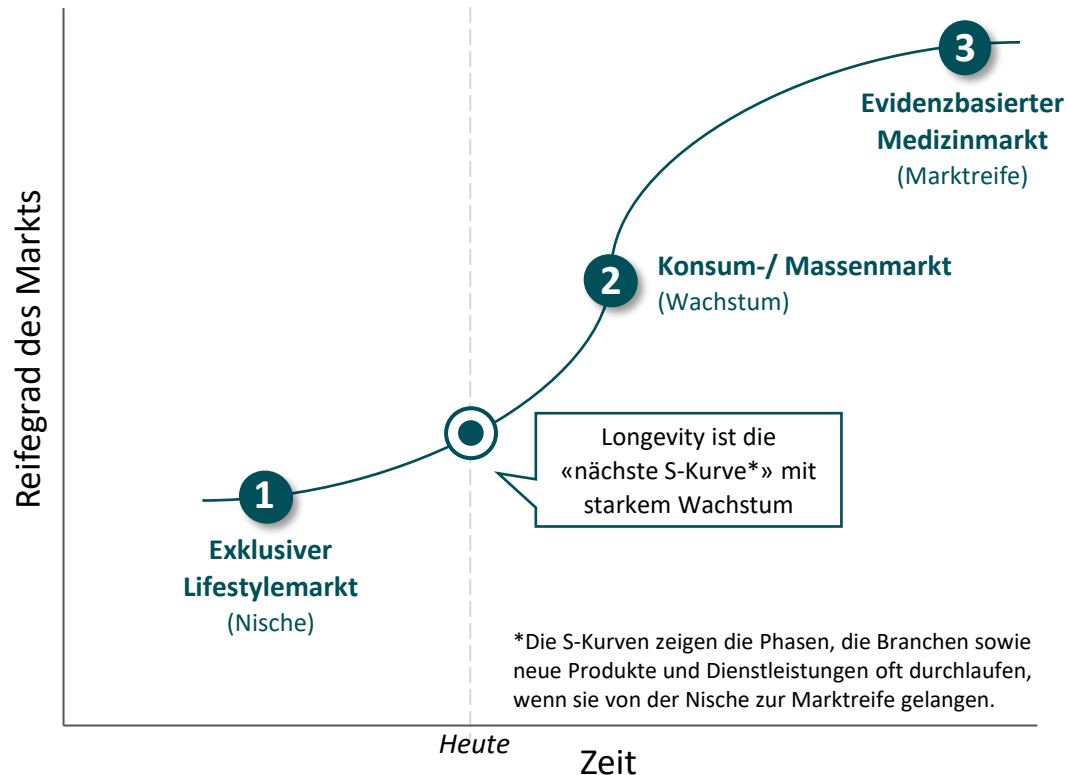 3
Evidenzbasierter
Medizinmarkt
(Marktreife)
Reifegrad des Markts
2
Konsum-/ Massenmarkt
(Wachstum)
Longevity ist die
«nächste S-Kurve*» mit
starkem Wachstum
1
Exklusiver
Lifestylemarkt
(Nische)
*Die S-Kurven zeigen die Phasen, die Branchen sowie
neue Produkte und Dienstleistungen oft durchlaufen,
wenn sie von der Nische zur Marktreife gelangen.
Heute
Zeit